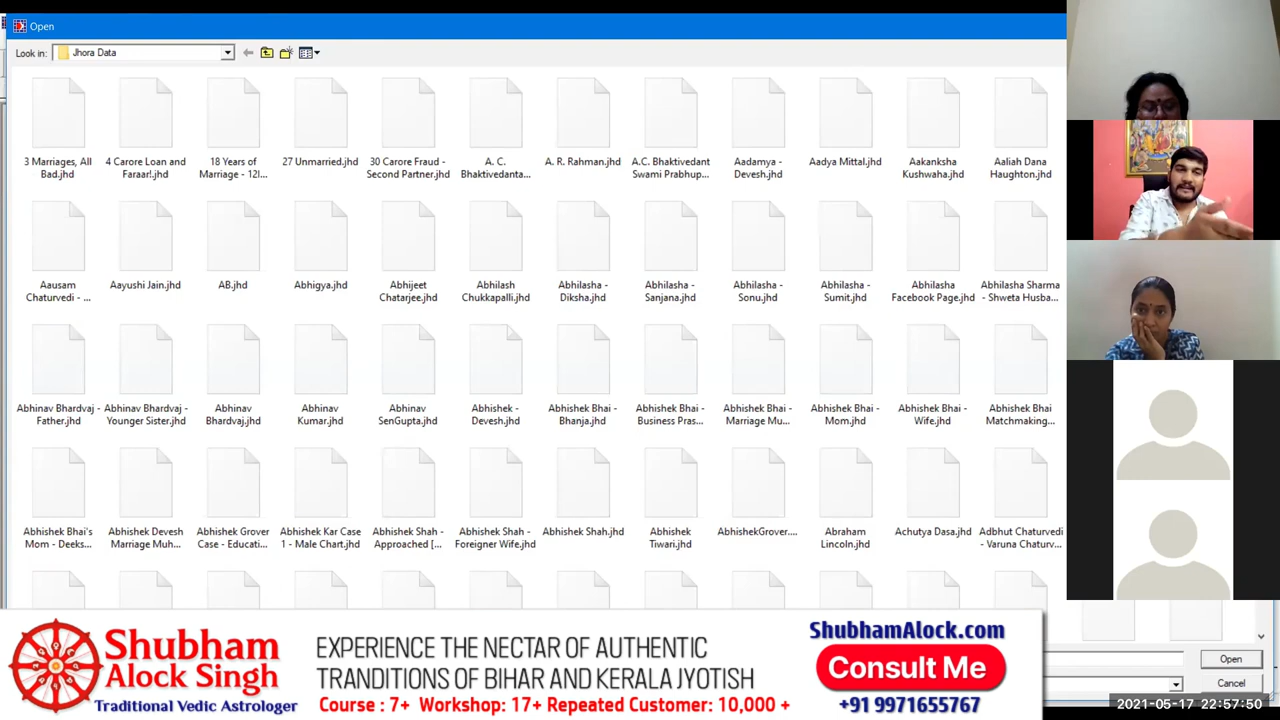 Open
Look in:
Jhora Data
3 Marriages, All
Bad.jhd
4 Carore Loan and
Faraar!.jhd
18 Years of
Marriage - 12l...
27 Unmarried.jhd
30 Carore Fraud -
Second Partner.jhd
A. C.
Bhaktivedanta...
A. R. Rahman.jhd
A.C. Bhaktivedant
Swami Prabhup...
Aadamya -
Devesh.jhd
Aadya Mittal.jhd
Aakanksha
Kushwaha.jhd
Aaliah Dana
Haughton.jhd
Aausam
Chaturvedi - ...
Aayushi Jain.jhd
AB.jhd
Abhigya.jhd
Abhijeet
Chatarjee.jhd
Abhilash
Chukkapalli.jhd
Abhilasha -
Diksha.jhd
Abhilasha -
Sanjana.jhd
Abhilasha -
Sonu.jhd
Abhilasha -
Sumit.jhd
Abhilasha
Facebook Page.jhd
Abhilasha Sharma
- Shweta Husba...
Abhinav Bhardvaj -
Father.jhd
Abhinav Bhardvaj -
Younger Sister.jhd
Abhinav
Bhardvaj.jhd
Abhinav
Kumar.jhd
Abhinav
SenGupta.jhd
Abhishek -
Devesh.jhd
Abhishek Bhai -
Bhanja.jhd
Abhishek Bhai -
Business Pras...
Abhishek Bhai -
Marriage Mu...
Abhishek Bhai -
Mom.jhd
Abhishek Bhai -
Wife.jhd
Abhishek Bhai
Matchmaking...
Abhishek Bhai's
Mom - Deeks...
Abhishek Devesh
Marriage Muh...
Abhishek Grover
Case - Educati...
Abhishek Kar Case
1 - Male Chart.jhd
Abhishek Shah -
Approached [...
Abhishek Shah -
Foreigner Wife.jhd
Abhishek Shah.jhd
Abhishek
Tiwari.jhd
AbhishekGrover....
Abraham
Lincoln.jhd
Achutya Dasa.jhd
Adbhut Chaturvedi
- Varuna Chaturv...
Open
Cancel
2021-05-17 22:57:50
Shubham
Alock Singh
Traditional Vedic Astrologer
EXPERIENCE THE NECTAR OF AUTHENTIC
TRANDITIONS OF BIHAR AND KERALA JYOTISH
Course : 7+ Workshop: 17+ Repeated Customer: 10,000 +
ShubhamAlock.com
Consult Me
+91 9971655767